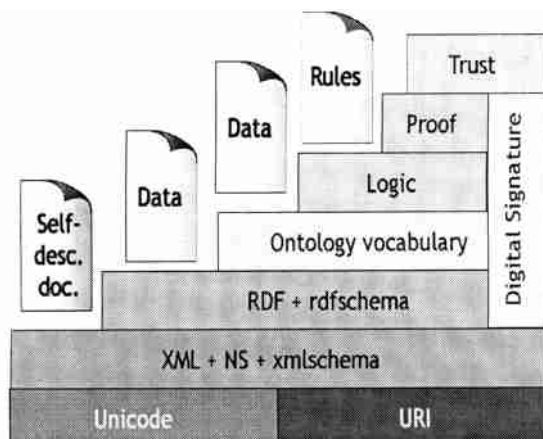 Rules
Trust
Data
Proof
Data
Logic
Self-
desc.
doc.
Ontology vocabulary
Digital Signature
RDF + rdfschema
XML + NS + xmlschema
Unicode
URI